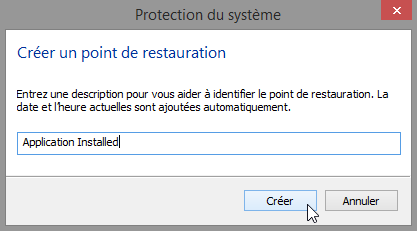 Protection du système
Créer un point de restauration
Entrez une description pour vous aider à identifier le point de restauration. La
date et l'heure actuelles sont ajoutées automatiquement.
Application Installed
Créer
Annuler